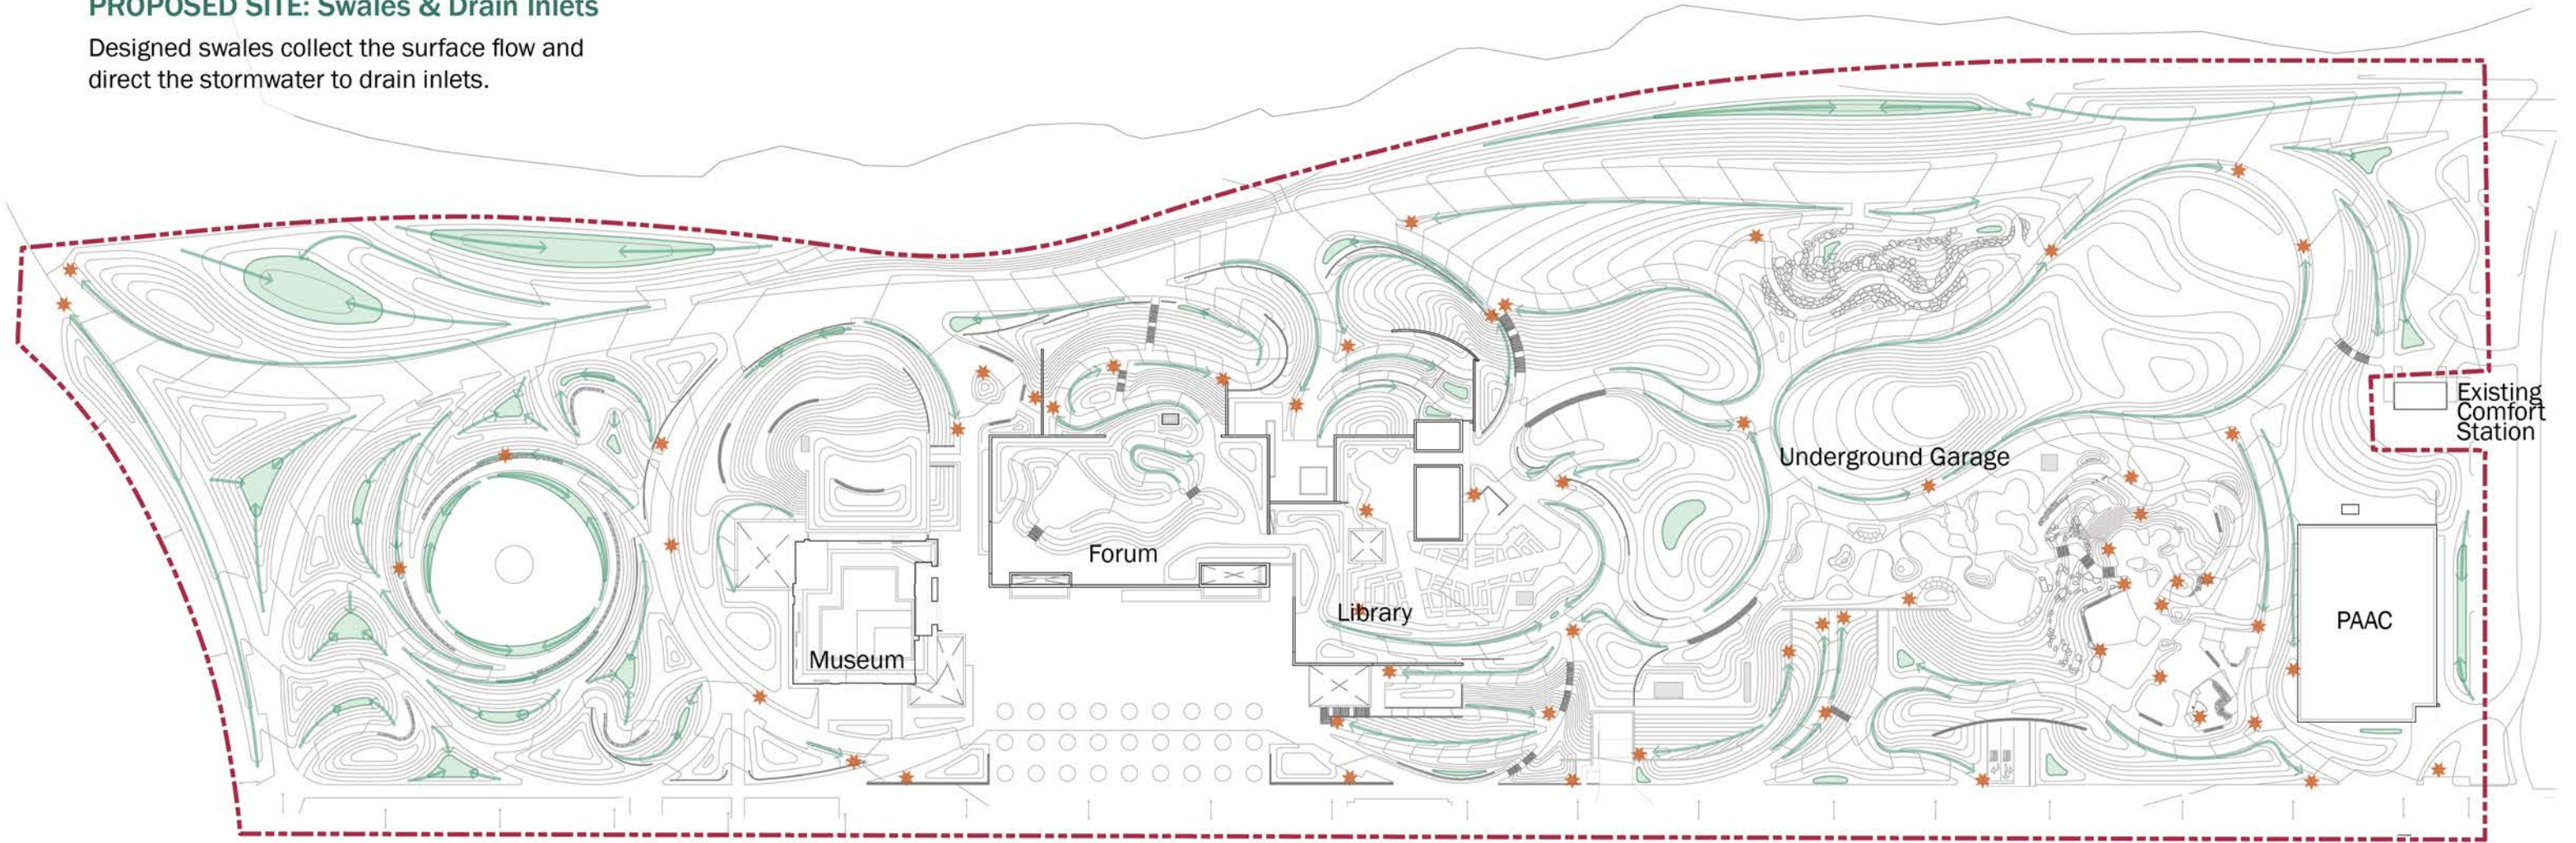 PROPOSED SITE: Swales & Drain Inlets
Designed swales collect the surface flow and
direct the stormwater to drain inlets.
Existing
Comfort
Station
Underground Garage
Forum
Library
PAAC
Museum